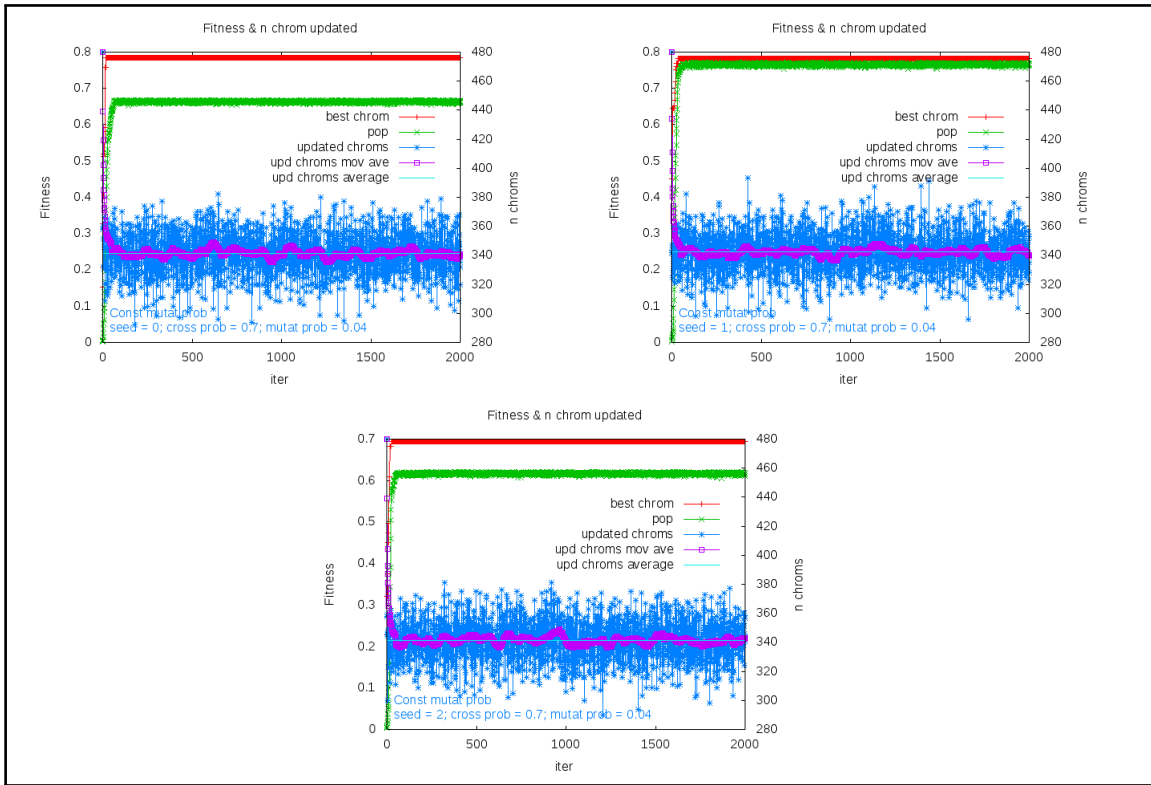 Fitness & n chrom updated
0.8
0.7
0.6
0.5
0.4
0.3
0.2
0.1
0
Fitness
480
460
440
420
400
380
360
340
320
300
280
n chroms
best chrom
pop
updated chroms
upd chroms mov ave
upd chroms average
Const mutat prob
seed = 0; cross prob = 0.7; mutat prob = 0.04
0 500 1000 1500 2000
iter
Fitness & n chrom updated
0.8
0.7
0.6
0.5
0.4
0.3
0.2
0.1
0
Fitness
480
460
440
420
400
380
360
340
320
300
280
n chroms
best chrom
pop
updated chroms
upd chroms mov ave
upd chroms average
Const mutat prob
seed = 1; cross prob = 0.7; mutat prob = 0.04
0 500 1000 1500 2000
iter
Fitness & n chrom updated
0.7
0.6
0.5
0.4
0.3
0.2
0.1
0
Fitness
480
460
440
420
400
380
360
340
320
300
280
n chroms
best chrom
pop
updated chroms
upd chroms mov ave
upd chroms average
Const mutat prob
seed = 2; cross prob = 0.7; mutat prob = 0.04
0 500 1000 1500 2000
iter